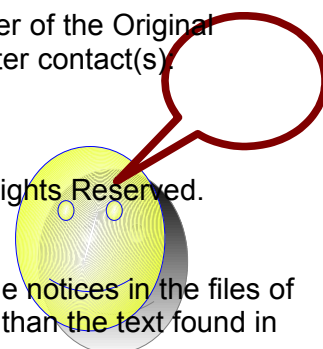 er of the Original
ter contact(s):
ights Reserved.
e notices in the files of
than the text found in